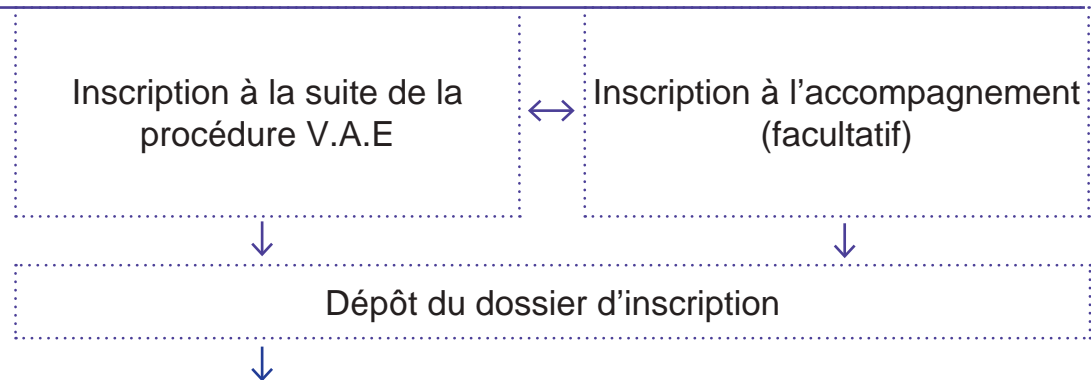 Inscription à la suite de la
procédure V.A.E
Inscription à l’accompagnement
(facultatif)
Dépôt du dossier d’inscription